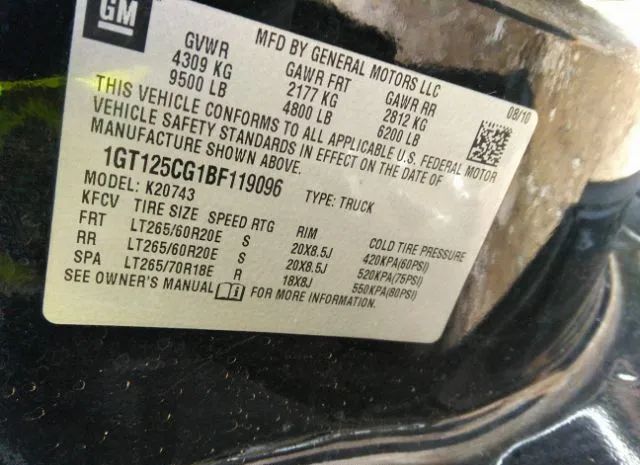 GM
MFD BY GENERAL MOTORS LLC
08/10
GVWR GAWR FRT GAWR RR
4309 KG 2177 KG 2812 KG
9500 LB 4800 LB 6200 LB
THIS VEHICLE CONFORMS TO ALL APPLICABLE U.S. FEDERAL MOTOR
VEHICLE SAFETY STANDARDS IN EFFECT ON THE DATE OF
MANUFACTURE SHOWN ABOVE.
1GT125CG1BF119096 TYPE: TRUCK
MODEL: K20743
KFCV TIRE SIZE SPEED RTG RIM COLD TIRE PRESSURE
FRT LT265/60R20E S 20X8.5J 420KPA(60PSI)
RR LT265/60R20E S 20X8.5J 520KPA(75PSI)
SPA LT265/70R18E R 18X8J 550KPA(80PSI)
SEE OWNER'S MANUAL FOR MORE INFORMATION.